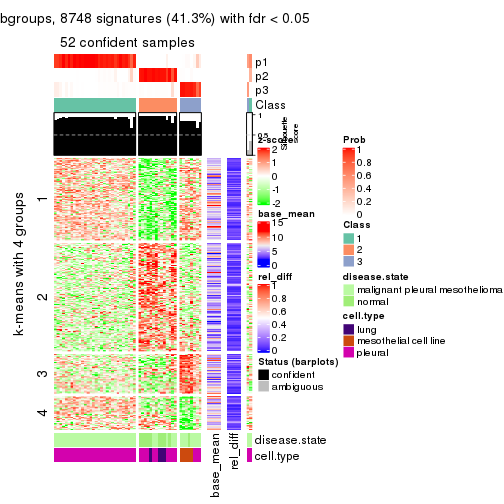 bgroups, 8748 signatures (41.3%) with fdr < 0.05
52 confident samples
p1
p2
p3
Class
1
0.5
Silhouette
score
k-means with 4 groups
1
2
3
4
base_mean
rel_diff
disease.state
cell.type
z-score
2
1
0
-1
-2
base_mean
15
10
5
0
rel_diff
1
0.8
0.6
0.4
0.2
0
Status (barplots)
confident
ambiguous
Prob
1
0.8
0.6
0.4
0.2
0
Class
1
2
3
disease.state
malignant pleural mesothelioma
normal
cell.type
lung
mesothelial cell line
pleural